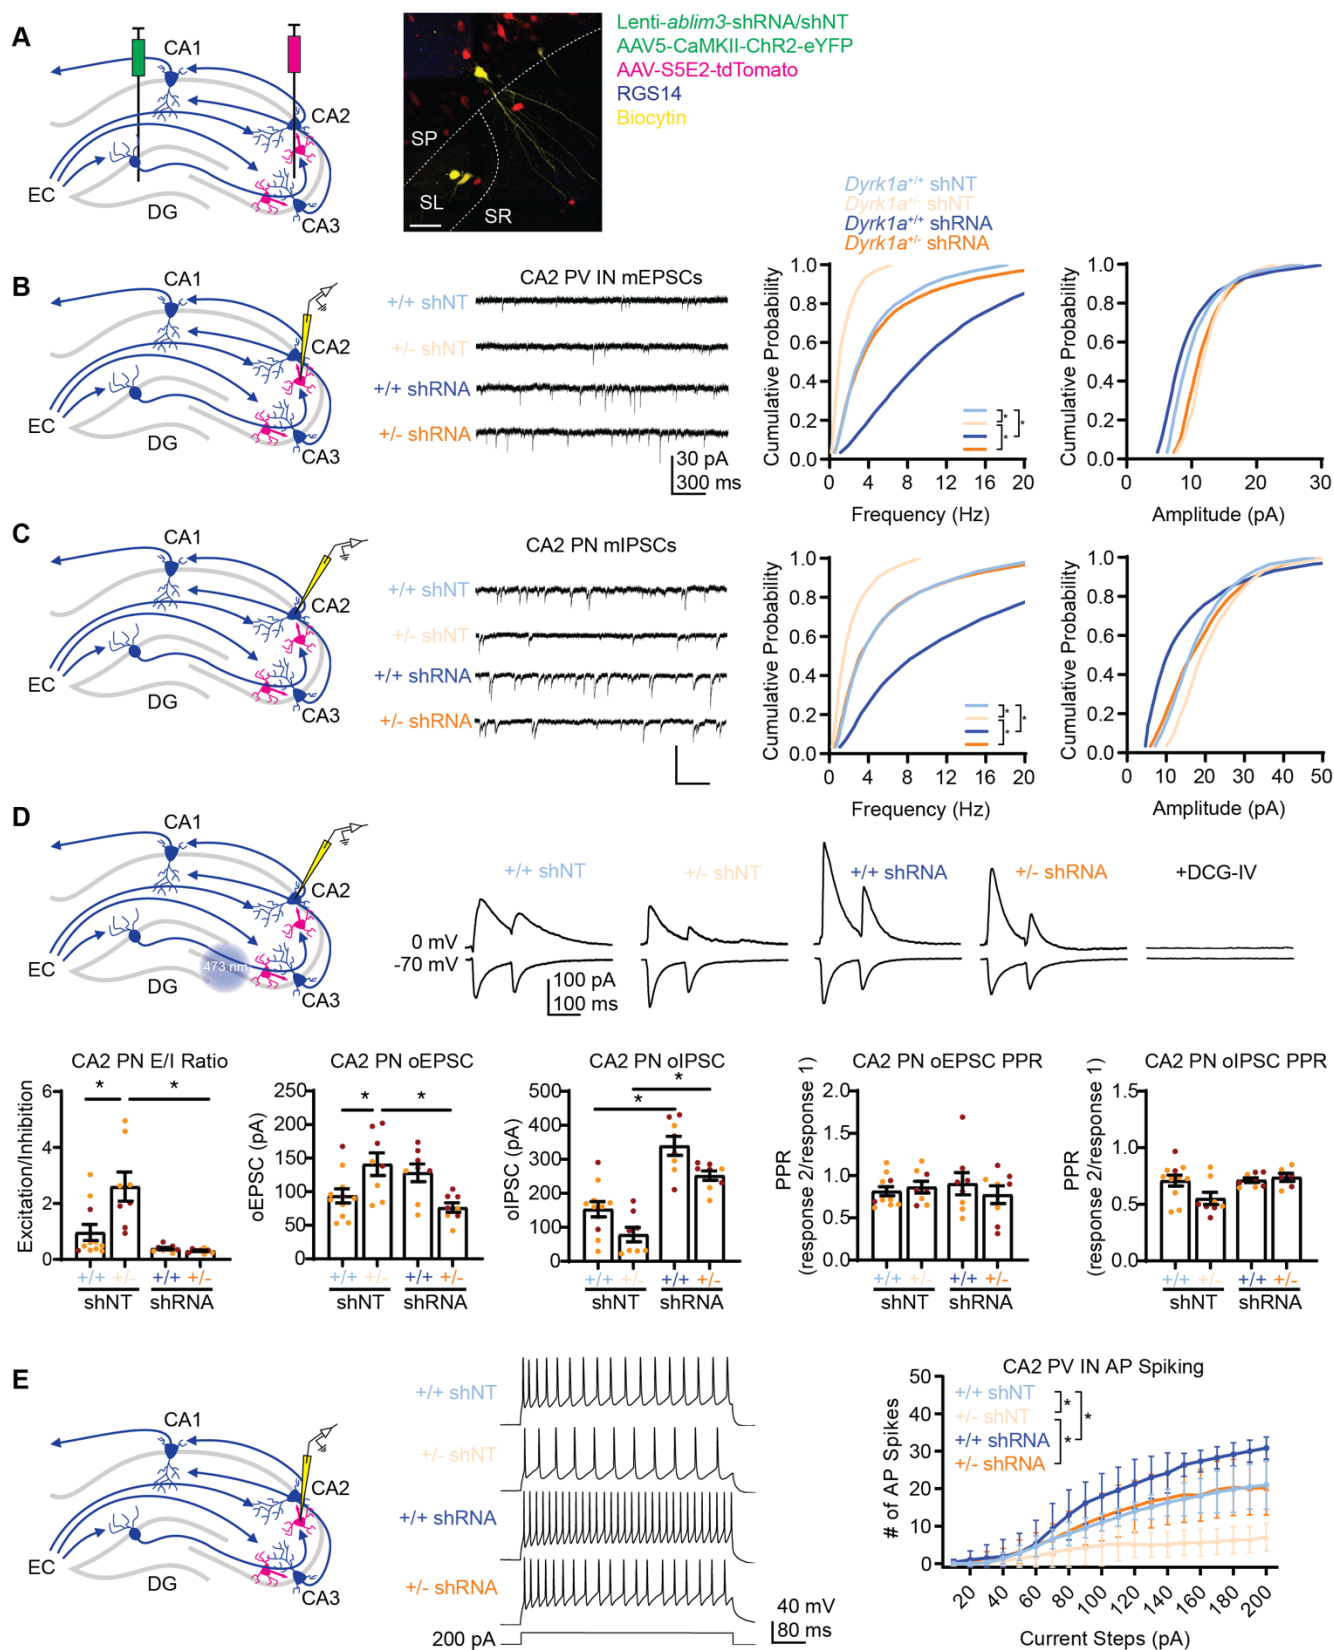 A
CA1
CA2
EC
DG
CA3
SP
SL
SR
Lenti-ablim3-shRNA/shNT
AAV5-CaMKII-ChR2-eYFP
AAV-S5E2-tdTomato
RGS14
Biocytin
Dyrk1a+/+ shNT
Dyrk1a+/- shNT
Dyrk1a+/+ shRNA
Dyrk1a+/- shRNA
B
CA1
CA2
EC
DG
CA3
CA2 PV IN mEPSCs
+/+ shNT
+/- shNT
+/+ shRNA
+/- shRNA
30 pA
300 ms
Cumulative Probability
1.0
0.8
0.6
0.4
0.2
0.0
0 4 8 12 16 20
Frequency (Hz)
*
*
*
Cumulative Probability
1.0
0.8
0.6
0.4
0.2
0.0
0 10 20 30
Amplitude (pA)
C
CA1
CA2
EC
DG
CA3
CA2 PN mIPSCs
+/+ shNT
+/- shNT
+/+ shRNA
+/- shRNA
Cumulative Probability
1.0
0.8
0.6
0.4
0.2
0.0
0 4 8 12 16 20
Frequency (Hz)
*
*
*
Cumulative Probability
1.0
0.8
0.6
0.4
0.2
0.0
0 10 20 30 40 50
Amplitude (pA)
D
CA1
CA2
EC
473 nm
DG
CA3
+/+ shNT
+/- shNT
+/+ shRNA
+/- shRNA
+DCG-IV
0 mV
-70 mV
100 pA
100 ms
CA2 PN E/I Ratio
Excitation/Inhibition
6
4
2
0
* *
+/+ +/- +/+ +/-
shNT shRNA
CA2 PN oEPSC
oEPSC (pA)
250
200
150
100
50
0
* *
+/+ +/- +/+ +/-
shNT shRNA
CA2 PN oIPSC
oIPSC (pA)
500
400
300
200
100
0
*
*
+/+ +/- +/+ +/-
shNT shRNA
CA2 PN oEPSC PPR
PPR
(response 2/response 1)
2.0
1.5
1.0
0.5
0.0
+/+ +/- +/+ +/-
shNT shRNA
CA2 PN oIPSC PPR
PPR
(response 2/response 1)
1.5
1.0
0.5
0.0
+/+ +/- +/+ +/-
shNT shRNA
E
CA1
CA2
EC
DG
CA3
+/+ shNT
+/- shNT
+/+ shRNA
+/- shRNA
200 pA
40 mV
80 ms
CA2 PV IN AP Spiking
+/+ shNT
+/- shNT
+/+ shRNA
+/- shRNA
*
*
*
# of AP Spikes
50
40
30
20
10
0
20 40 60 80 100 120 140 160 180 200
Current Steps (pA)